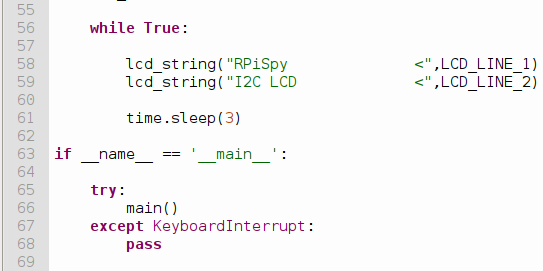 55
56     while True:
57
58         lcd_string("RPiSpy              <",LCD_LINE_1)
59         lcd_string("I2C LCD             <",LCD_LINE_2)
60
61         time.sleep(3)
62
63 if __name__ == '__main__':
64
65     try:
66         main()
67     except KeyboardInterrupt:
68         pass
69